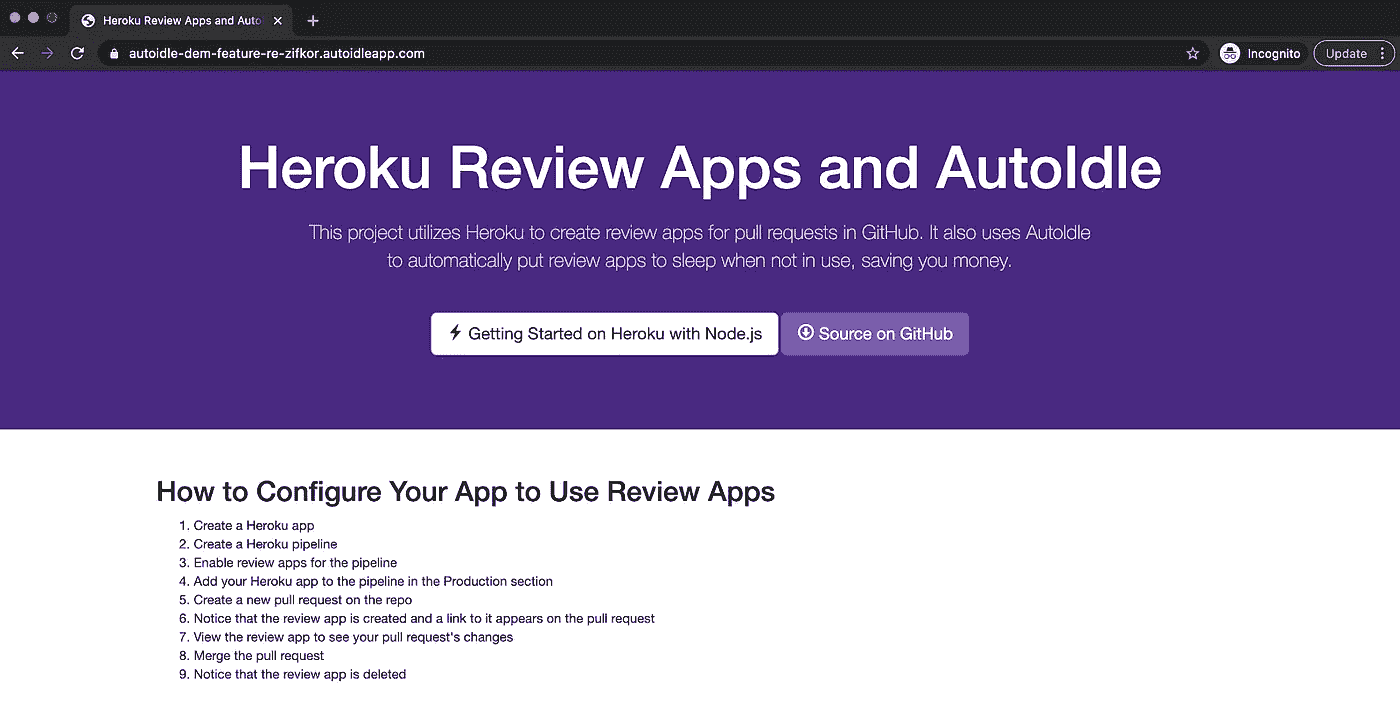 Heroku Review Apps and Auto
autoidle-dem-feature-re-zifkor.autoidleapp.com
Incognito
Update
Heroku Review Apps and AutoIdle
This project utilizes Heroku to create review apps for pull requests in GitHub. It also uses AutoIdle
to automatically put review apps to sleep when not in use, saving you money.
Getting Started on Heroku with Node.js
Source on GitHub
How to Configure Your App to Use Review Apps
1. Create a Heroku app
2. Create a Heroku pipeline
3. Enable review apps for the pipeline
4. Add your Heroku app to the pipeline in the Production section
5. Create a new pull request on the repo
6. Notice that the review app is created and a link to it appears on the pull request
7. View the review app to see your pull request's changes
8. Merge the pull request
9. Notice that the review app is deleted